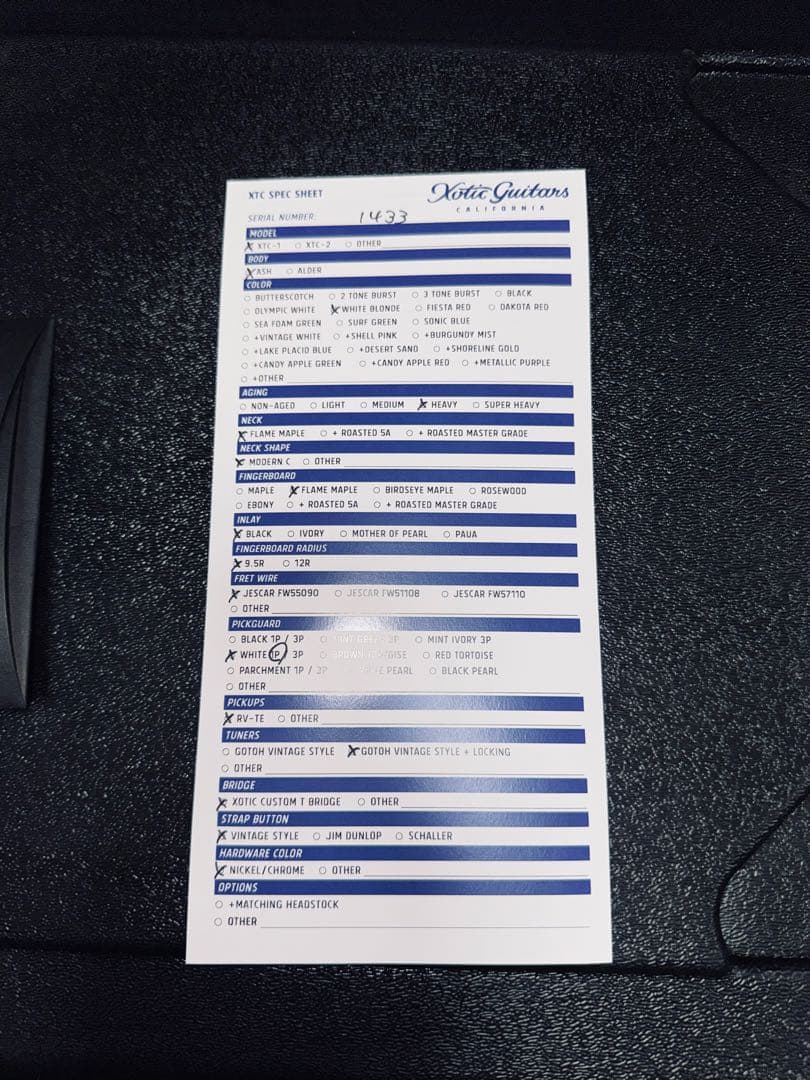 XTC SPEC SHEET
Xotic Guitars
CALIFORNIA
SERIAL NUMBER: 1433
MODEL
XTC-1 XTC-2 OTHER
BODY
ASH ALDER
COLOR
BUTTERSCOTCH 2 TONE BURST 3 TONE BURST BLACK
OLYMPIC WHITE WHITE BLONDE FIESTA RED DAKOTA RED
SEA FOAM GREEN SURF GREEN SONIC BLUE
+VINTAGE WHITE +SHELL PINK +BURGUNDY MIST
+LAKE PLACID BLUE +DESERT SAND +SHORELINE GOLD
+CANDY APPLE GREEN +CANDY APPLE RED +METALLIC PURPLE
+OTHER
AGING
NON-AGED LIGHT MEDIUM HEAVY SUPER HEAVY
NECK
FLAME MAPLE + ROASTED 5A + ROASTED MASTER GRADE
NECK SHAPE
MODERN C OTHER
FINGERBOARD
MAPLE FLAME MAPLE BIRDSEYE MAPLE ROSEWOOD
EBONY + ROASTED 5A + ROASTED MASTER GRADE
INLAY
BLACK IVORY MOTHER OF PEARL PAUA
FINGERBOARD RADIUS
9.5R 12R
FRET WIRE
JESCAR FW55090 JESCAR FW51108 JESCAR FW57110
OTHER
PICKGUARD
BLACK 1P / 3P MINT GREEN 3P MINT IVORY 3P
WHITE 1P / 3P BROWN TORTOISE RED TORTOISE
PARCHMENT 1P / 3P PEARL BLACK PEARL
OTHER
PICKUPS
RV-TE OTHER
TUNERS
GOTOH VINTAGE STYLE GOTOH VINTAGE STYLE + LOCKING
OTHER
BRIDGE
XOTIC CUSTOM T BRIDGE OTHER
STRAP BUTTON
VINTAGE STYLE JIM DUNLOP SCHALLER
HARDWARE COLOR
NICKEL/CHROME OTHER
OPTIONS
+MATCHING HEADSTOCK
OTHER